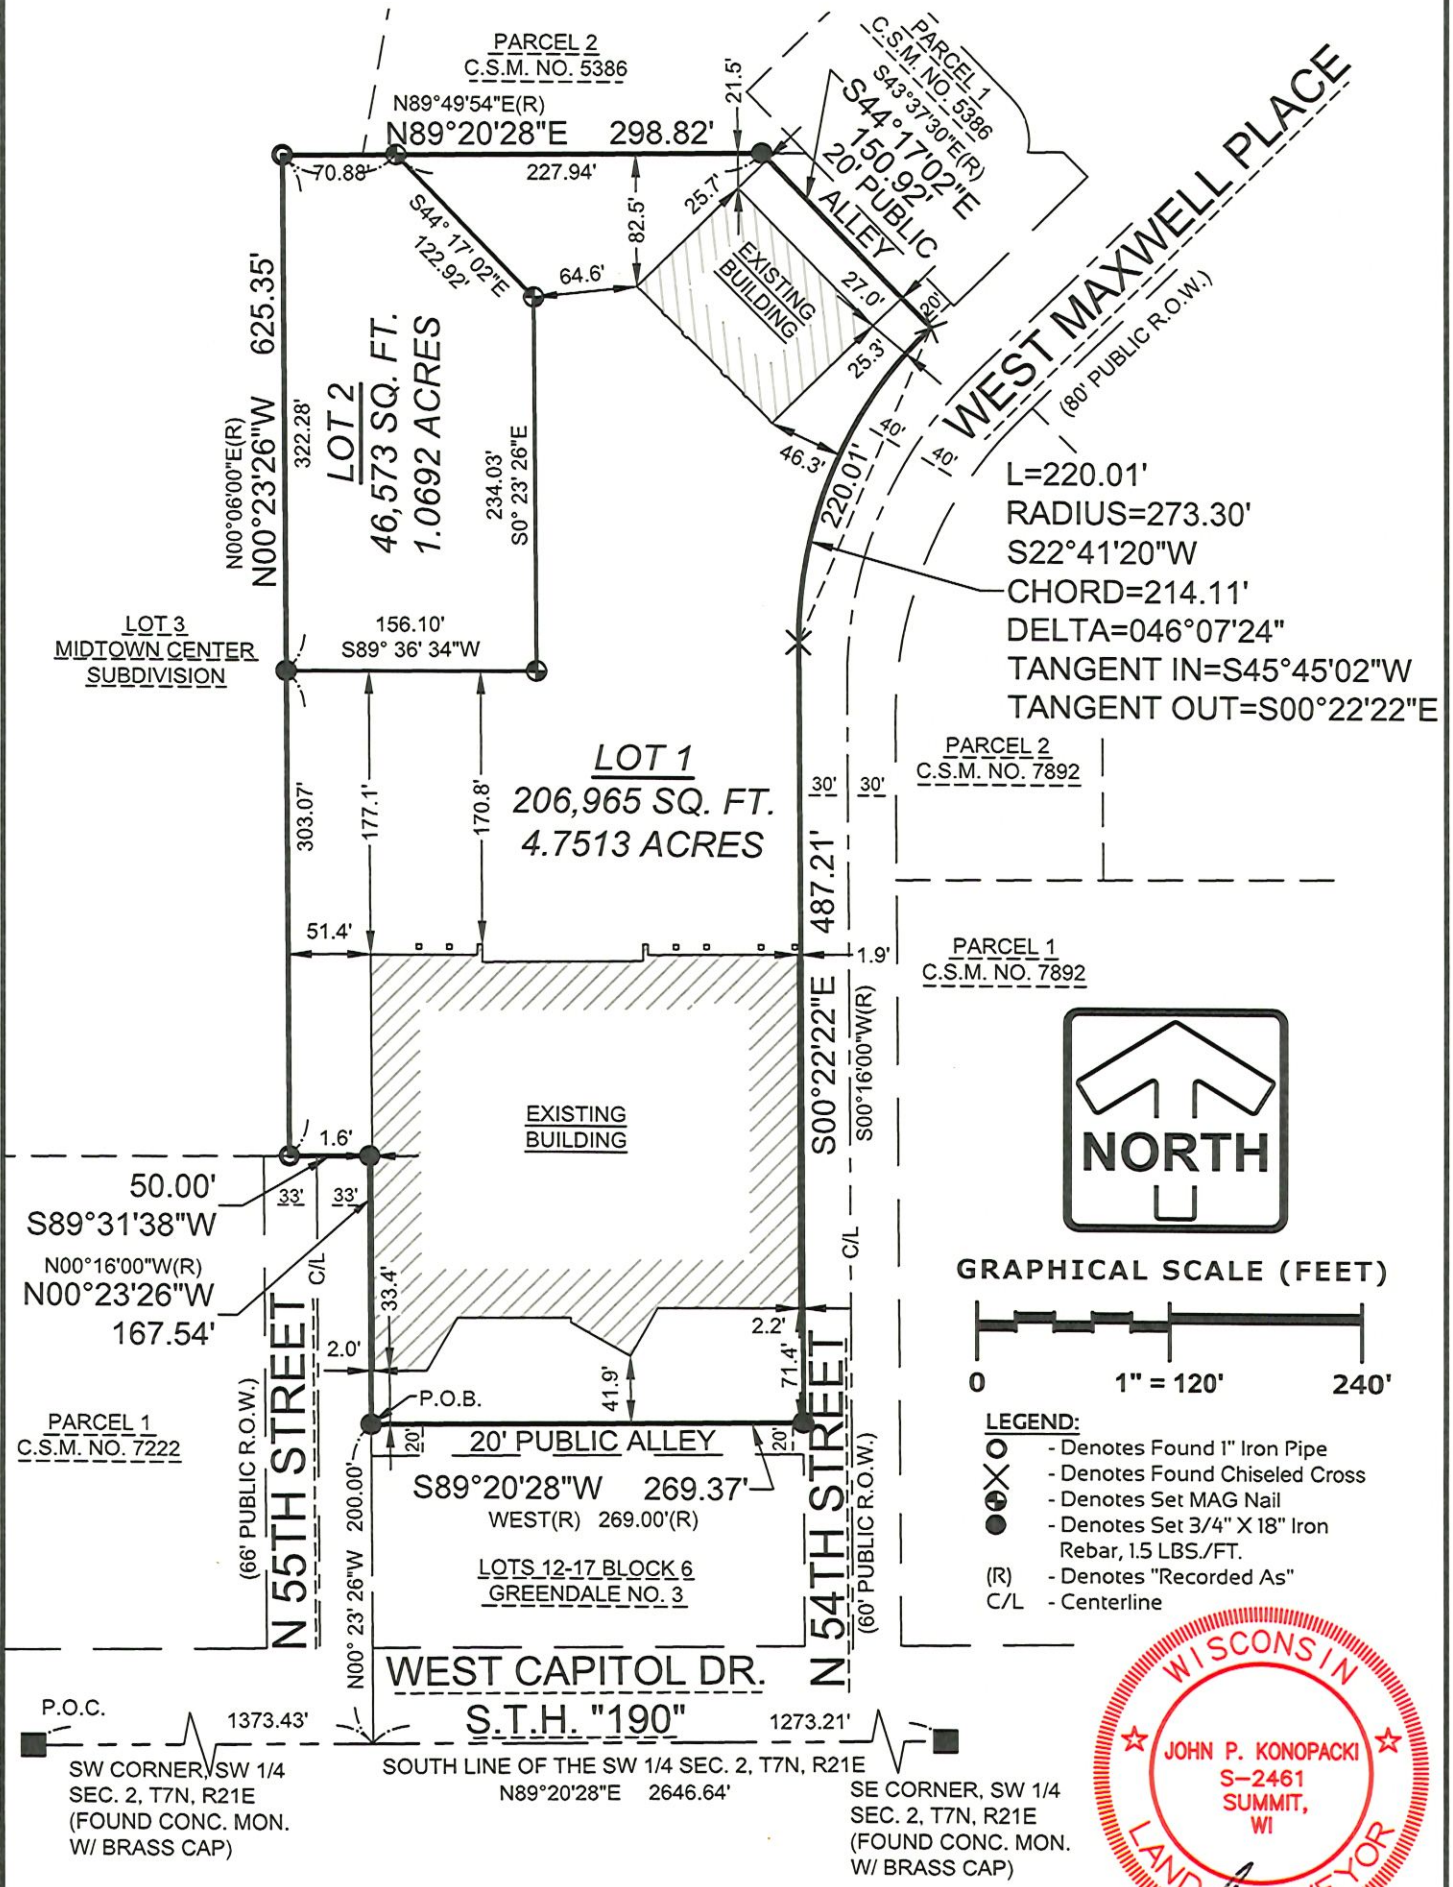 PARCEL 2
C.S.M. NO. 5386
N89°49'54"E(R)
N89°20'28"E 298.82'
70.88'
227.94'
21.5'
PARCEL 1
C.S.M. NO. 5386
S43°37'30"E(R)
S44°17'02"E
150.92'
20' PUBLIC
ALLEY
WEST MAXWELL PLACE
(80' PUBLIC R.O.W.)
S44° 17' 02"E
122.92'
82.5'
25.7'
64.6'
EXISTING
BUILDING
27.0'
20'
25.3'
46.3'
40'
40'
220.01'
N00°06'00"E(R)
N00°23'26"W 625.35'
322.28'
LOT 2
46,573 SQ. FT.
1.0692 ACRES
234.03'
S0° 23' 26"E
L=220.01'
RADIUS=273.30'
S22°41'20"W
CHORD=214.11'
DELTA=046°07'24"
TANGENT IN=S45°45'02"W
TANGENT OUT=S00°22'22"E
LOT 3
MIDTOWN CENTER
SUBDIVISION
156.10'
S89° 36' 34"W
303.07'
177.1'
170.8'
LOT 1
206,965 SQ. FT.
4.7513 ACRES
30'
30'
PARCEL 2
C.S.M. NO. 7892
487.21'
S00°22'22"E
S00°16'00"W(R)
51.4'
1.9'
PARCEL 1
C.S.M. NO. 7892
EXISTING
BUILDING
NORTH
1.6'
50.00'
S89°31'38"W
33'
33'
C/L
C/L
N00°16'00"W(R)
N00°23'26"W
167.54'
33.4'
2.0'
2.2'
71.4'
41.9'
GRAPHICAL SCALE (FEET)
0 1" = 120' 240'
P.O.B.
PARCEL 1
C.S.M. NO. 7222
N 55TH STREET
(66' PUBLIC R.O.W.)
20'
20' PUBLIC ALLEY
20'
S89°20'28"W 269.37'
WEST(R) 269.00'(R)
N00° 23' 26"W 200.00'
LOTS 12-17 BLOCK 6
GREENDALE NO. 3
N 54TH STREET
(60' PUBLIC R.O.W.)
LEGEND:
- Denotes Found 1" Iron Pipe
- Denotes Found Chiseled Cross
- Denotes Set MAG Nail
- Denotes Set 3/4" X 18" Iron
Rebar, 1.5 LBS./FT.
(R) - Denotes "Recorded As"
C/L - Centerline
WEST CAPITOL DR.
S.T.H. "190"
P.O.C.
1373.43'
1273.21'
SW CORNER, SW 1/4
SEC. 2, T7N, R21E
(FOUND CONC. MON.
W/ BRASS CAP)
SOUTH LINE OF THE SW 1/4 SEC. 2, T7N, R21E
N89°20'28"E 2646.64'
SE CORNER, SW 1/4
SEC. 2, T7N, R21E
(FOUND CONC. MON.
W/ BRASS CAP)
WISCONSIN
JOHN P. KONOPACKI
S-2461
SUMMIT,
WI
LAND